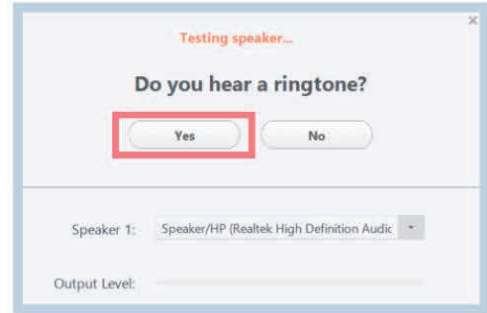 Testing speaker...
Do you hear a ringtone?
Yes No
Speaker 1: Speaker/HP (Realtek High Definition Audic
Output Level: